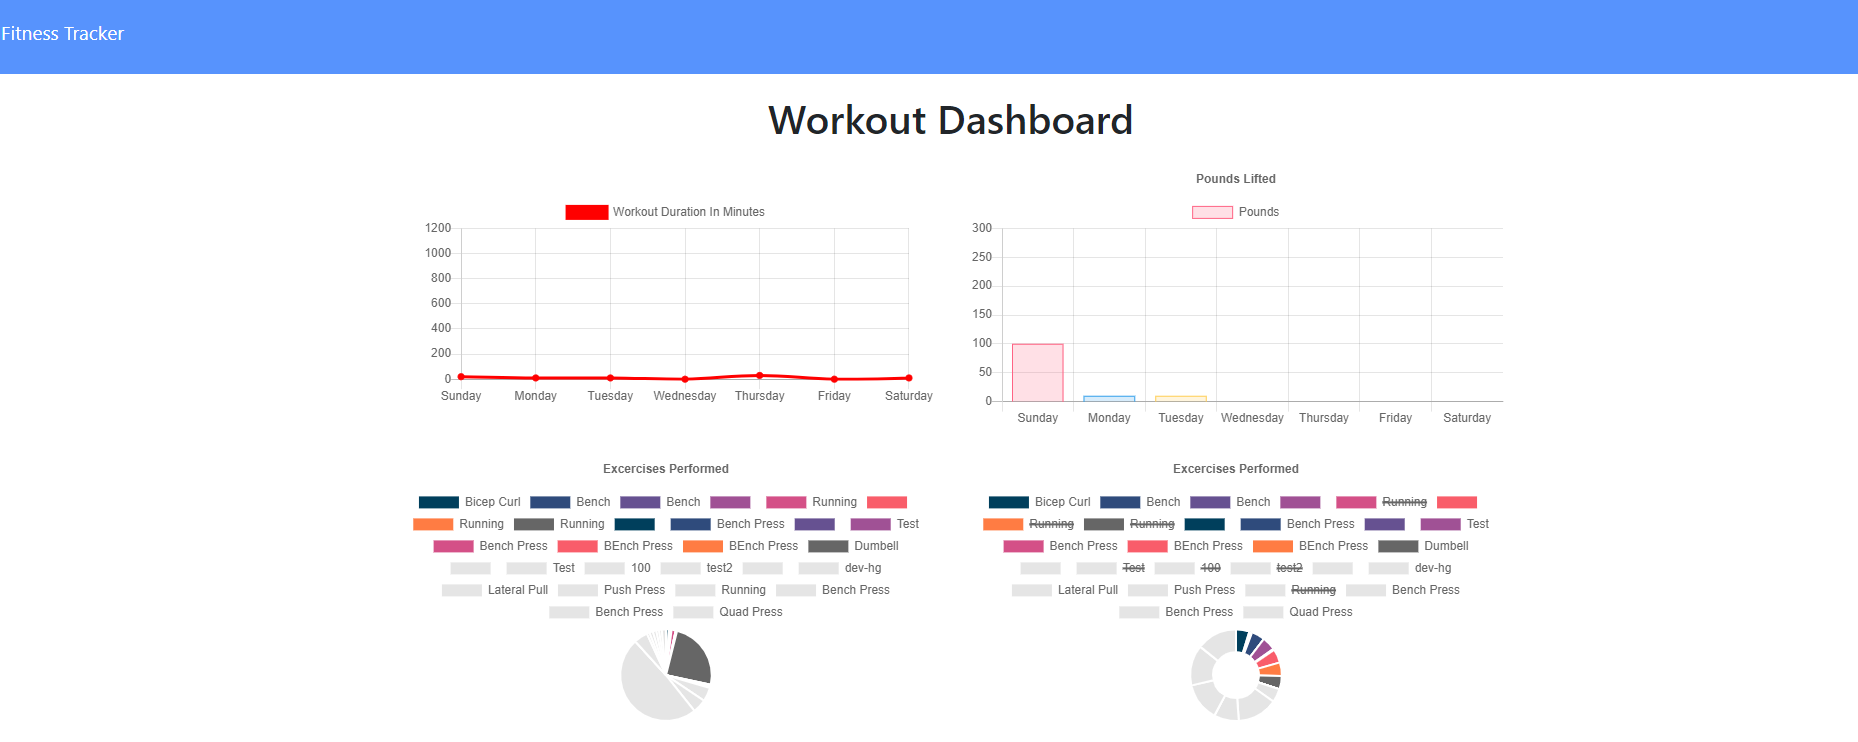 Fitness Tracker
Workout Dashboard
Workout Duration In Minutes
1200
1000
800
600
400
200
0
Sunday Monday Tuesday Wednesday Thursday Friday Saturday
Pounds Lifted
Pounds
300
250
200
150
100
50
0
Sunday Monday Tuesday Wednesday Thursday Friday Saturday
Excercises Performed
Bicep Curl Bench Bench Running
Running Running Bench Press Test
Bench Press BEnch Press BEnch Press Dumbell
Test 100 test2 dev-hg
Lateral Pull Push Press Running Bench Press
Bench Press Quad Press
Excercises Performed
Bicep Curl Bench Bench Running
Running Running Bench Press Test
Bench Press BEnch Press BEnch Press Dumbell
Test 100 test2 dev-hg
Lateral Pull Push Press Running Bench Press
Bench Press Quad Press